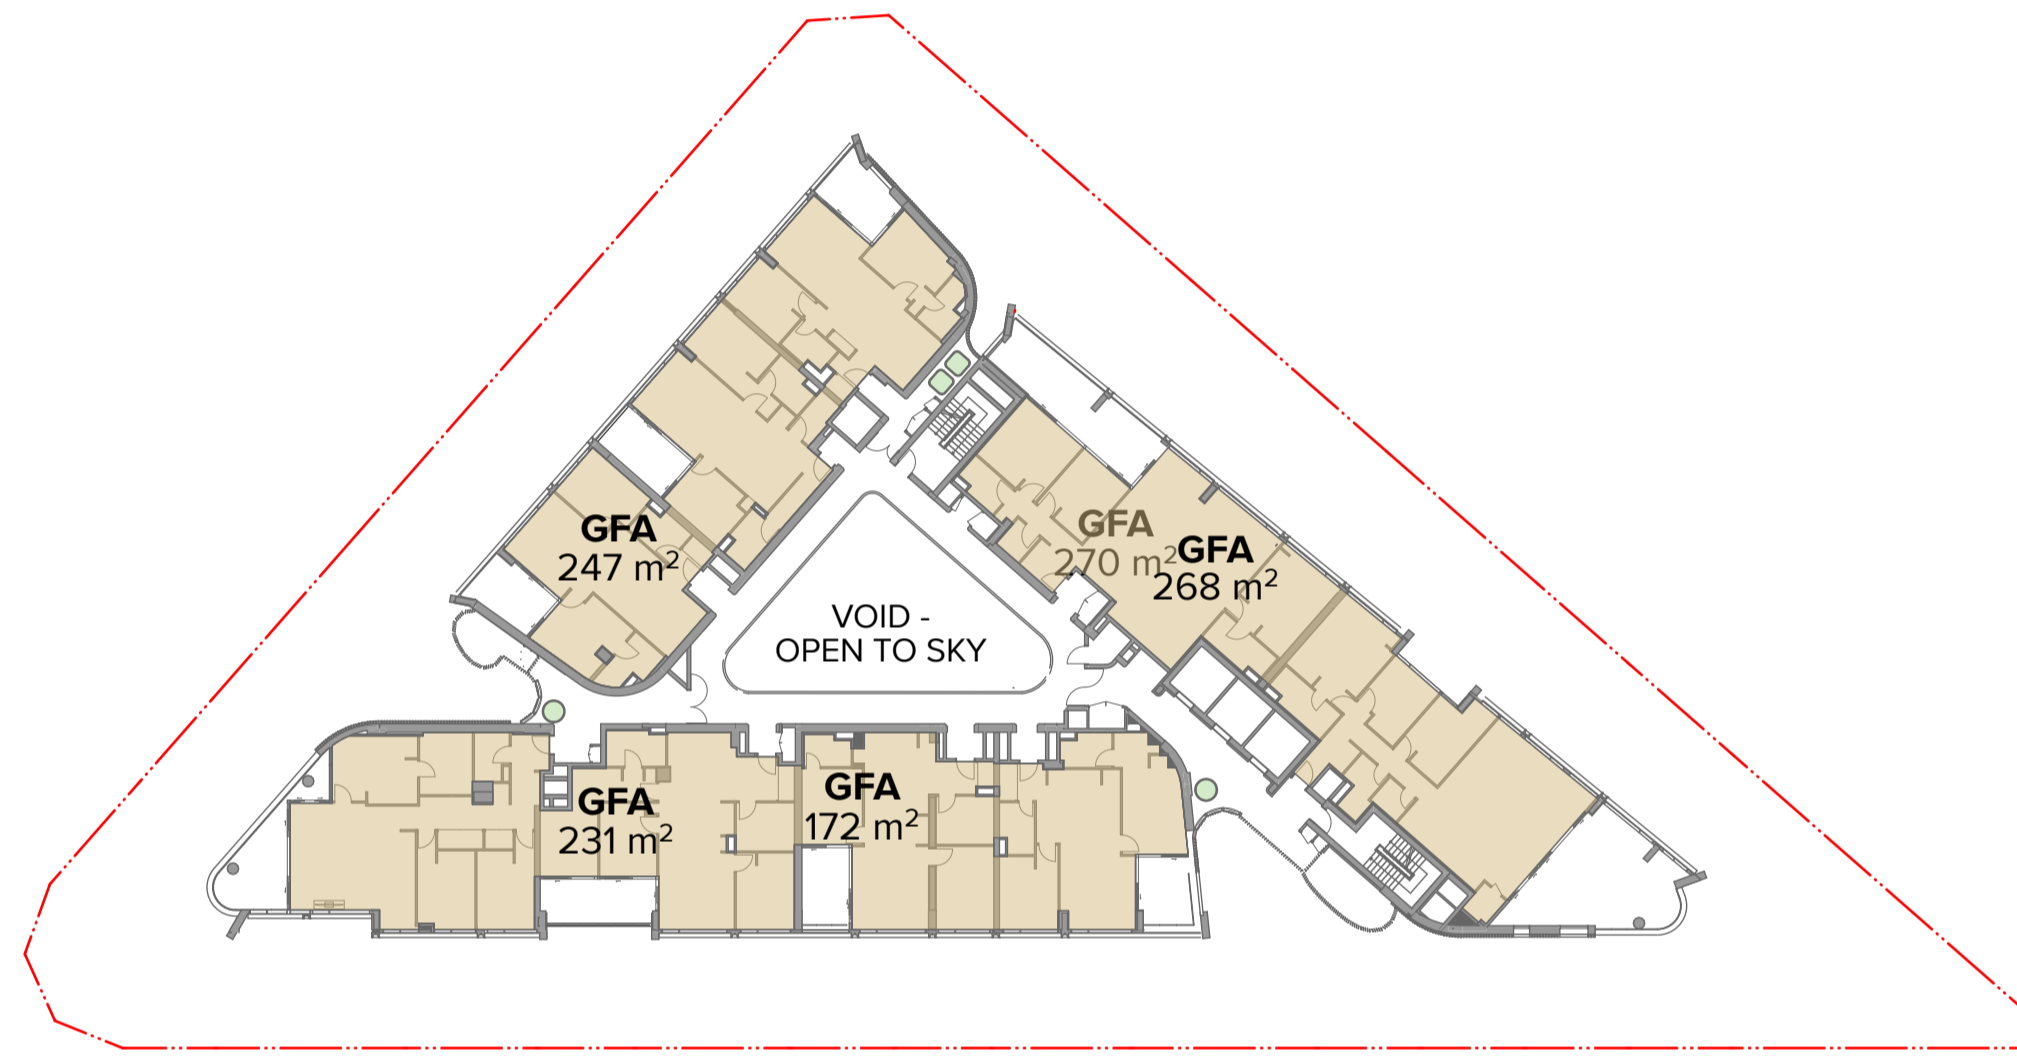 GFA
247 m²
GFA
270 m²
GFA
268 m²
VOID -
OPEN TO SKY
GFA
231 m²
GFA
172 m²